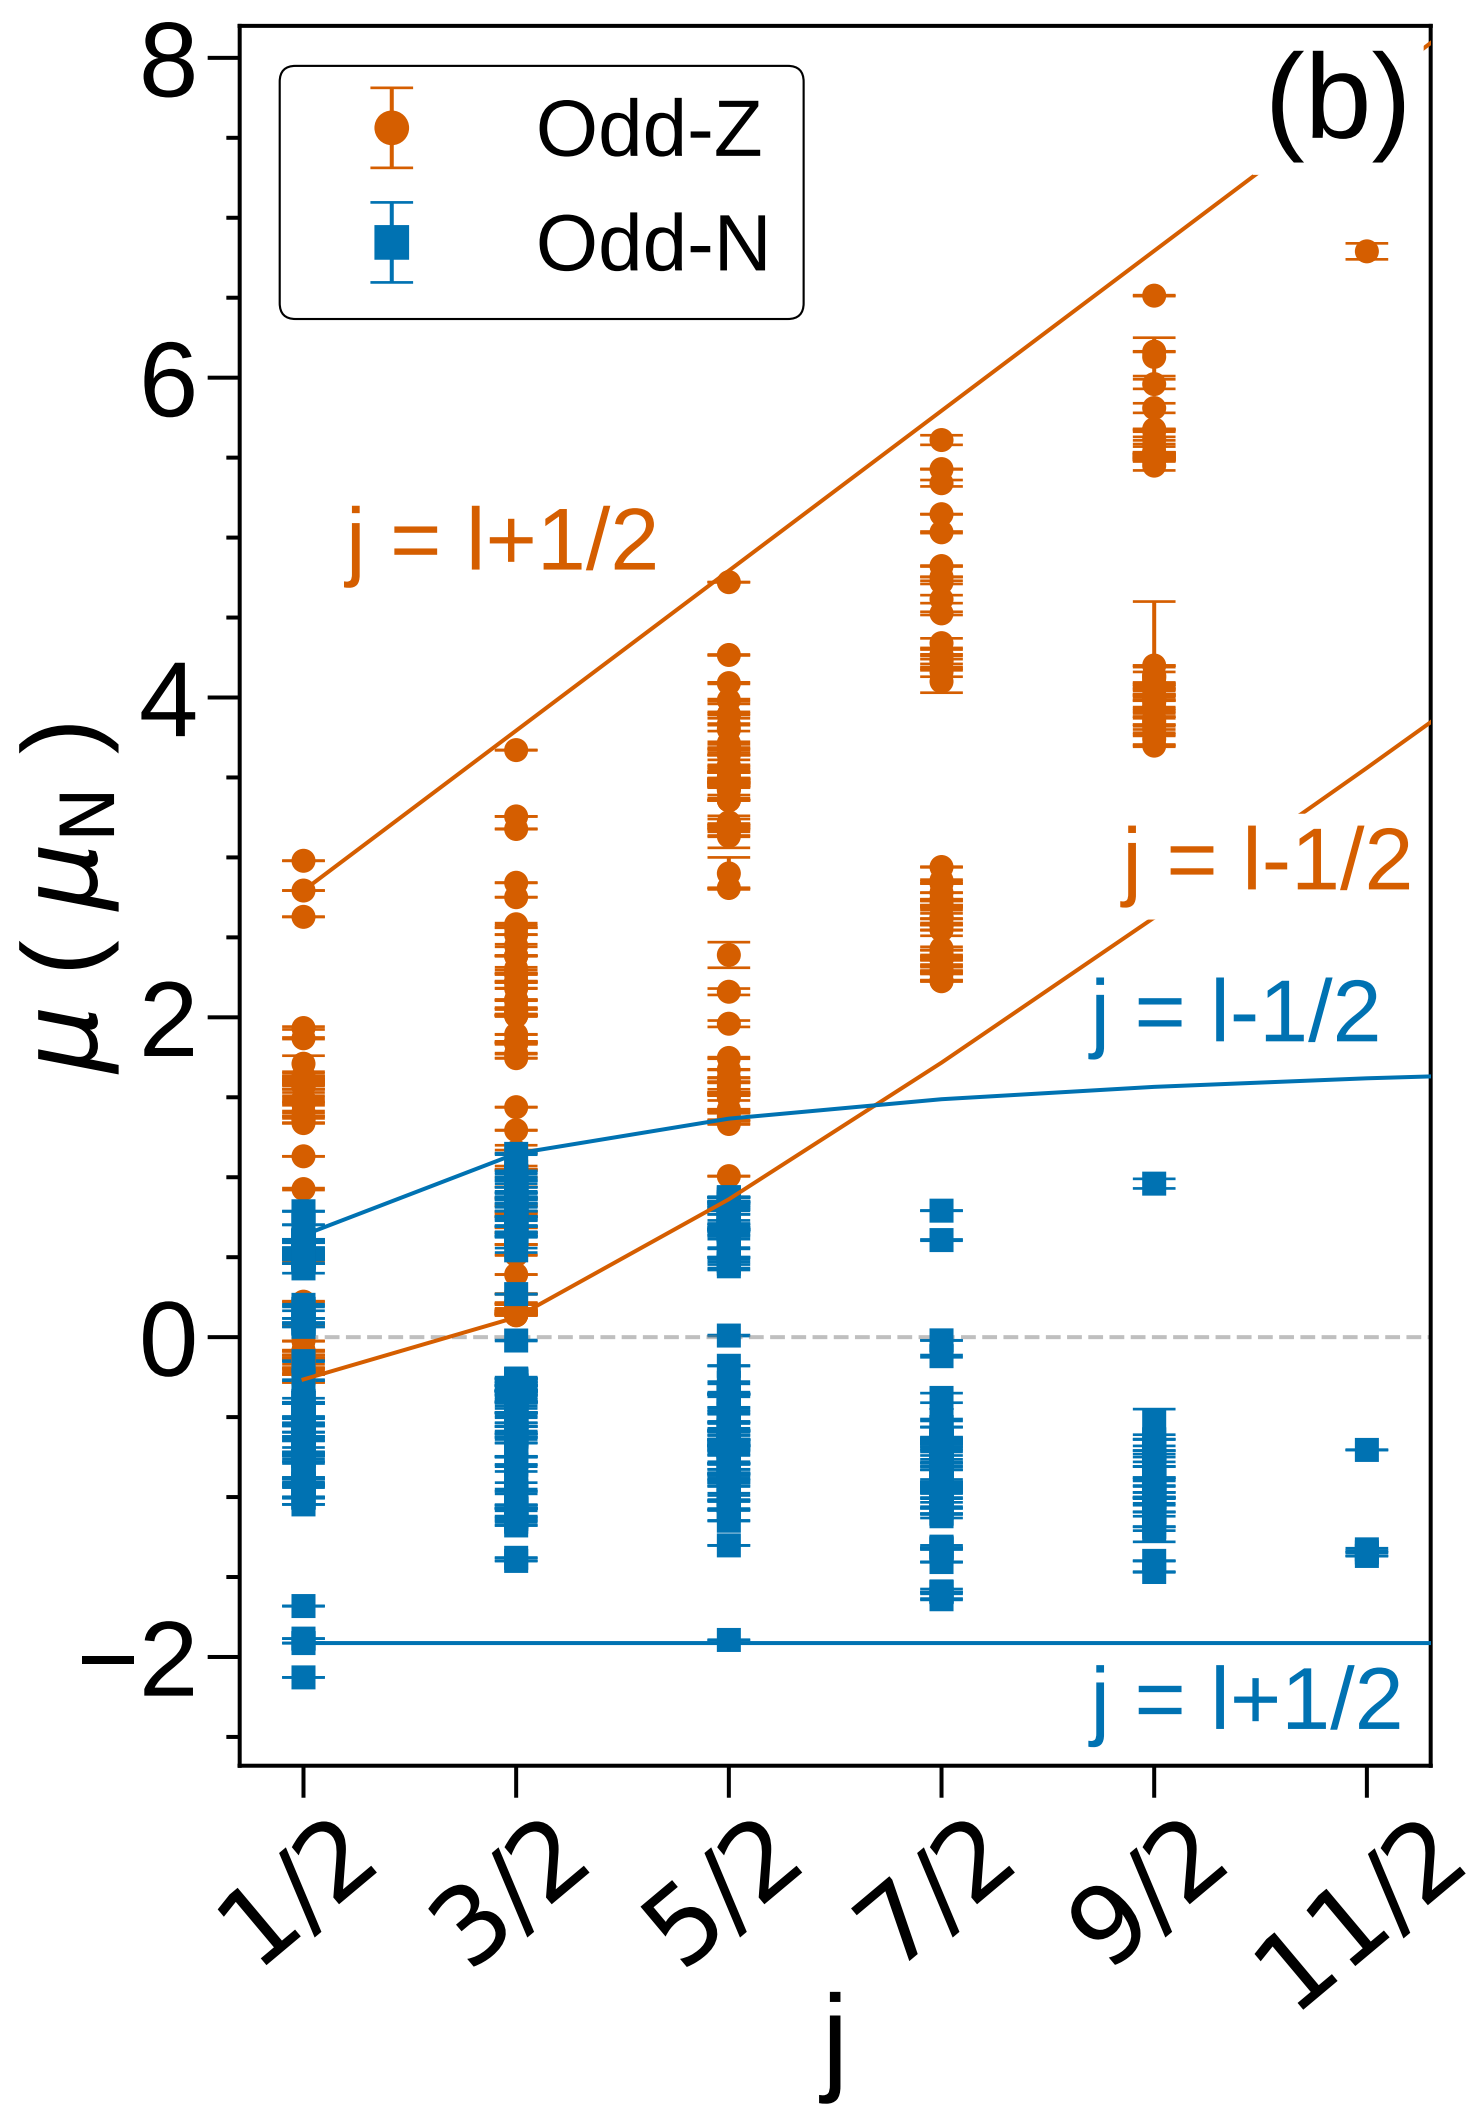 (b)
Odd-Z
Odd-N
8
6
4
2
0
−2
μ ( μN )
j = l+1/2
j = l-1/2
j = l-1/2
j = l+1/2
1/2
3/2
5/2
7/2
9/2
11/2
j